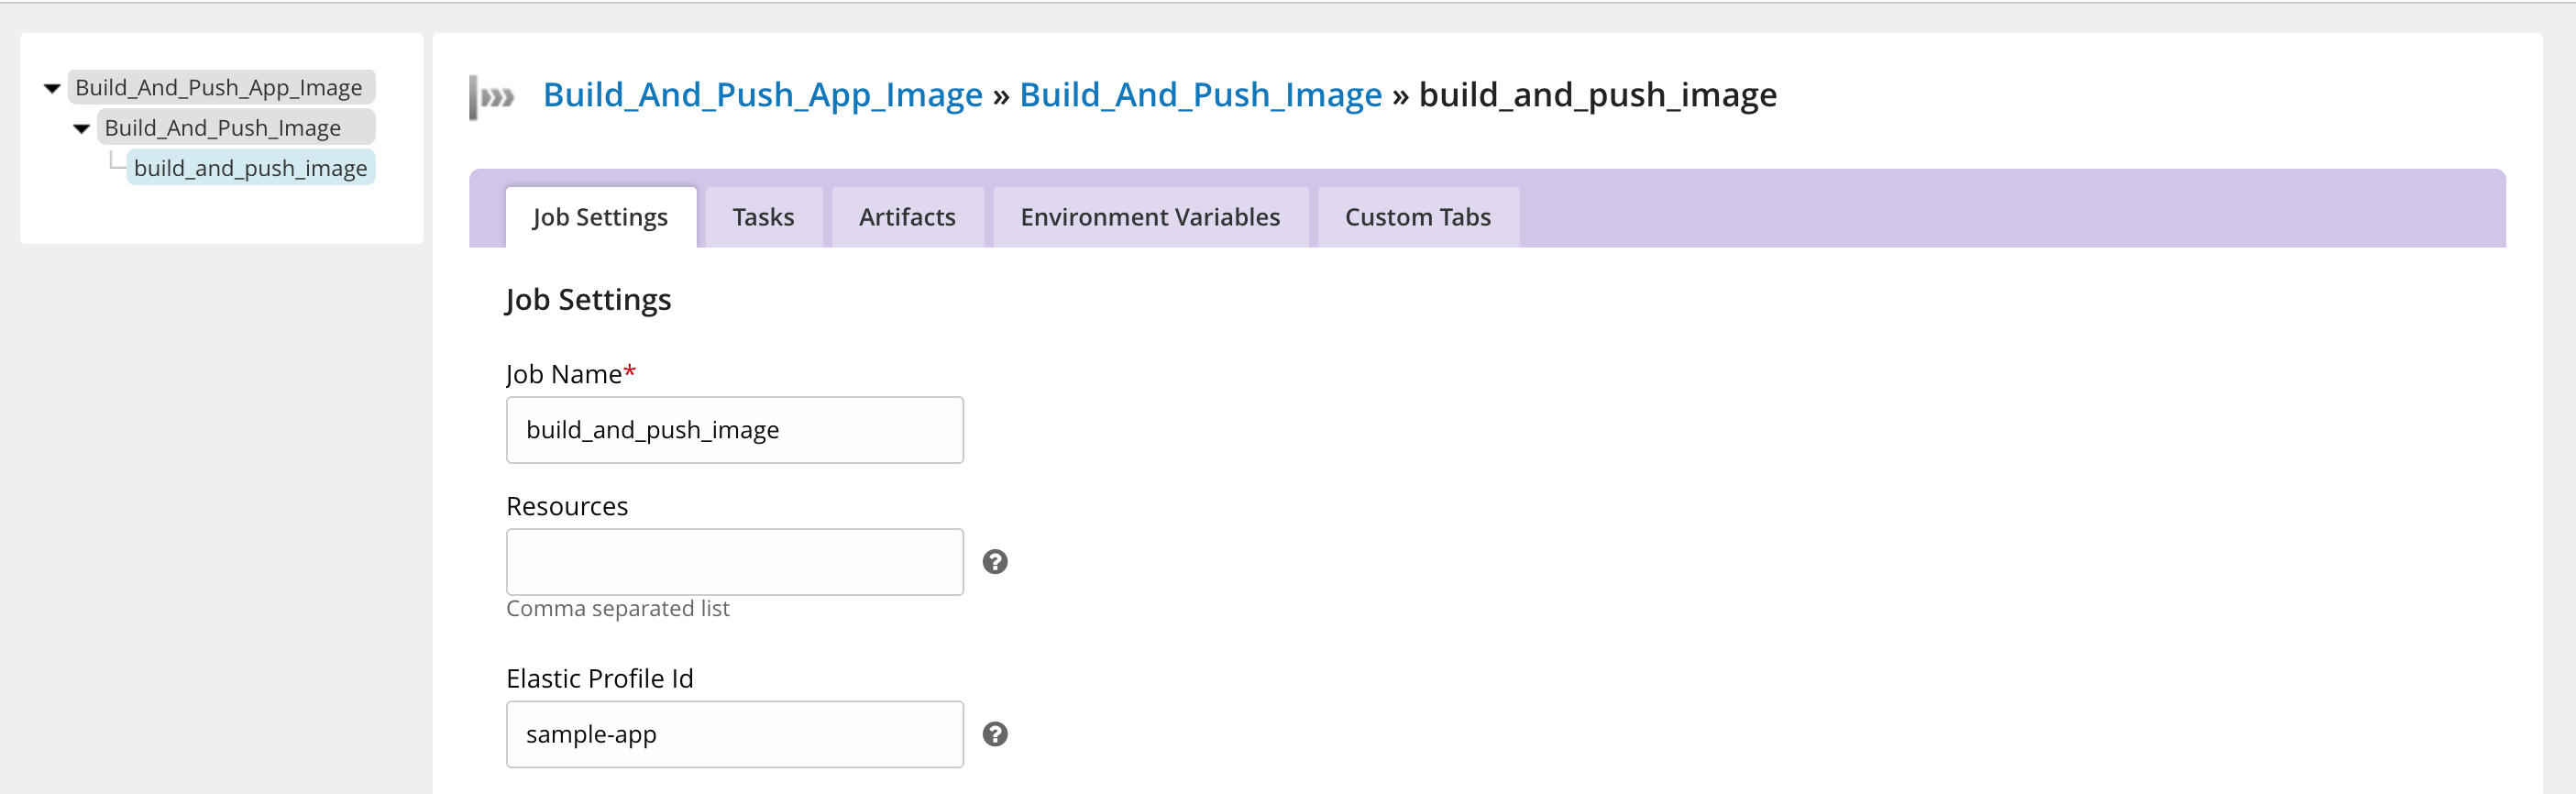 Build_And_Push_App_Image
Build_And_Push_Image
build_and_push_image
Build_And_Push_App_Image » Build_And_Push_Image » build_and_push_image
Job Settings Tasks Artifacts Environment Variables Custom Tabs
Job Settings
Job Name*
build_and_push_image
Resources
?
Comma separated list
Elastic Profile Id
sample-app ?